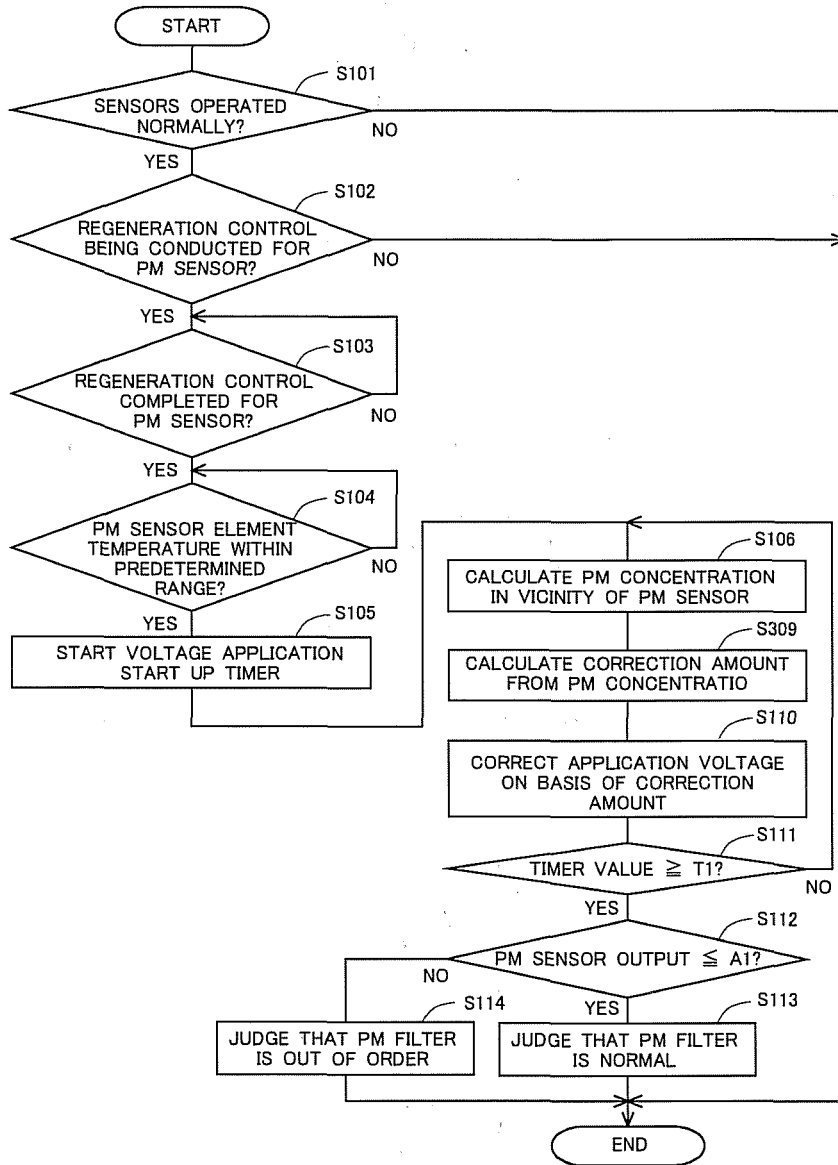 START
S101
SENSORS OPERATED
NORMALLY?
NO
YES
S102
REGENERATION CONTROL
BEING CONDUCTED FOR
PM SENSOR?
NO
YES
S103
REGENERATION CONTROL
COMPLETED FOR
PM SENSOR?
NO
YES
S104
PM SENSOR ELEMENT
TEMPERATURE WITHIN
PREDETERMINED
RANGE?
NO
YES
S105
START VOLTAGE APPLICATION
START UP TIMER
S106
CALCULATE PM CONCENTRATION
IN VICINITY OF PM SENSOR
S309
CALCULATE CORRECTION AMOUNT
FROM PM CONCENTRATIO
S110
CORRECT APPLICATION VOLTAGE
ON BASIS OF CORRECTION
AMOUNT
S111
TIMER VALUE ≧ T1?
NO
YES
S112
PM SENSOR OUTPUT ≦ A1?
NO
YES
S114
JUDGE THAT PM FILTER
IS OUT OF ORDER
S113
JUDGE THAT PM FILTER
IS NORMAL
END